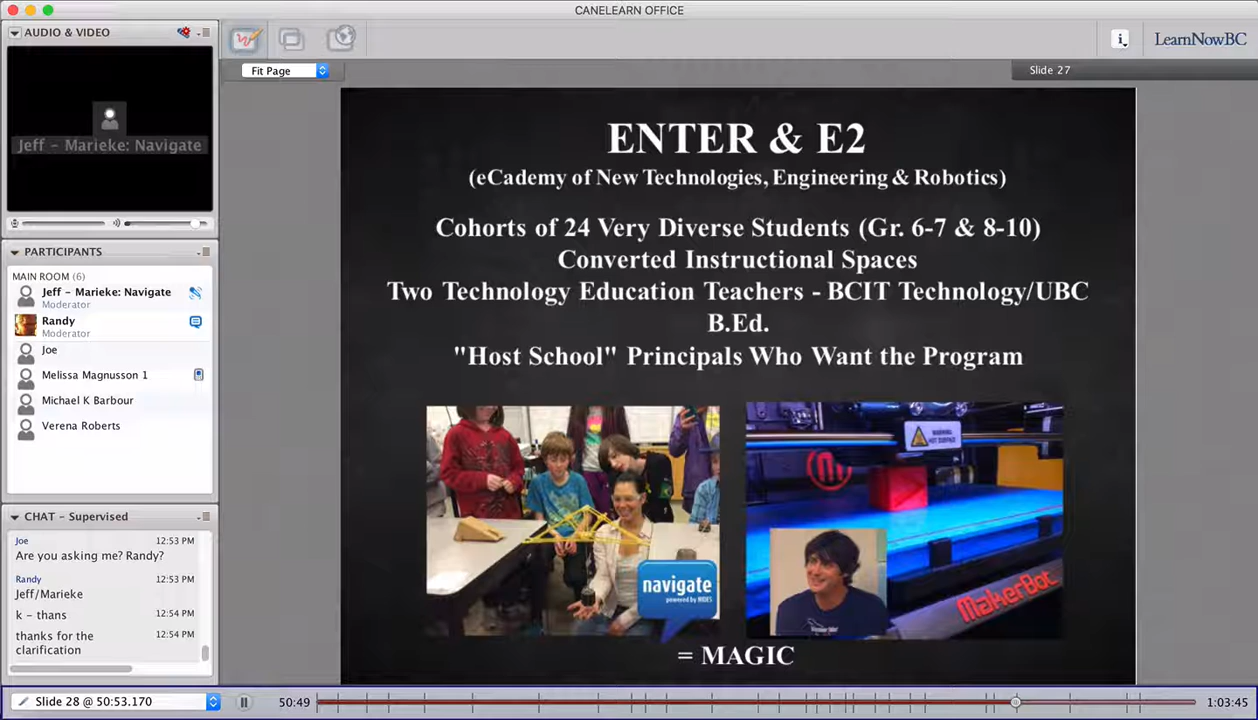 CANELEARN OFFICE
AUDIO & VIDEO
Jeff - Marieke: Navigate
PARTICIPANTS
MAIN ROOM (6)
Jeff - Marieke: Navigate
Moderator
Randy
Moderator
Joe
Melissa Magnusson 1
Michael K Barbour
Verena Roberts
CHAT - Supervised
Joe 12:53 PM
Are you asking me? Randy?
Randy 12:53 PM
Jeff/Marieke
k - thans 12:54 PM
thanks for the 12:54 PM
clarification
LearnNowBC
Fit Page
Slide 27
ENTER & E2
(eCademy of New Technologies, Engineering & Robotics)
Cohorts of 24 Very Diverse Students (Gr. 6-7 & 8-10)
Converted Instructional Spaces
Two Technology Education Teachers - BCIT Technology/UBC
B.Ed.
"Host School" Principals Who Want the Program
navigate
powered by NIDES
WARNING
HOT SURFACE
MakerBot
= MAGIC
Slide 28 @ 50:53.170
50:49
1:03:45